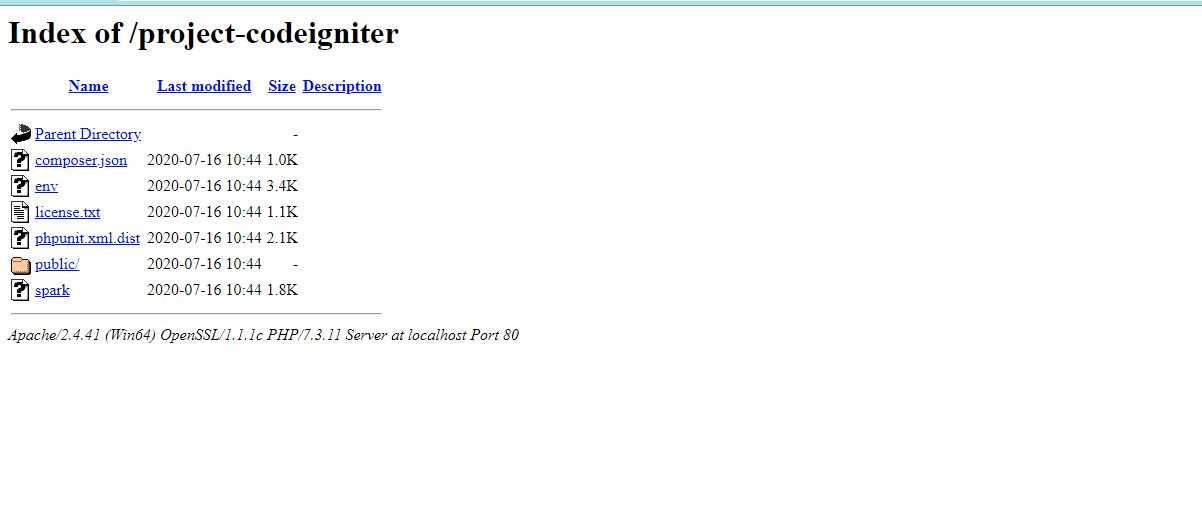 Index of /project-codeigniter
Name Last modified Size Description
Parent Directory -
composer.json 2020-07-16 10:44 1.0K
env 2020-07-16 10:44 3.4K
license.txt 2020-07-16 10:44 1.1K
phpunit.xml.dist 2020-07-16 10:44 2.1K
public/ 2020-07-16 10:44 -
spark 2020-07-16 10:44 1.8K
Apache/2.4.41 (Win64) OpenSSL/1.1.1c PHP/7.3.11 Server at localhost Port 80